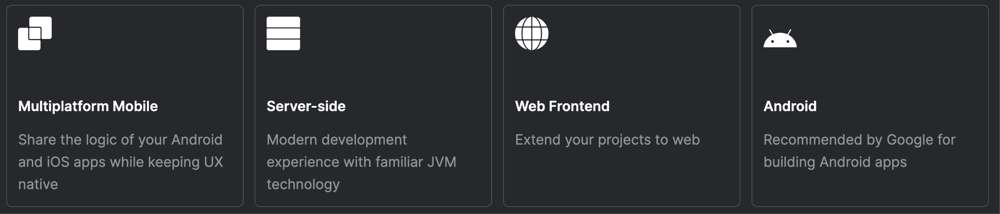 Multiplatform Mobile
Share the logic of your Android
and iOS apps while keeping UX
native
Server-side
Modern development
experience with familiar JVM
technology
Web Frontend
Extend your projects to web
Android
Recommended by Google for
building Android apps